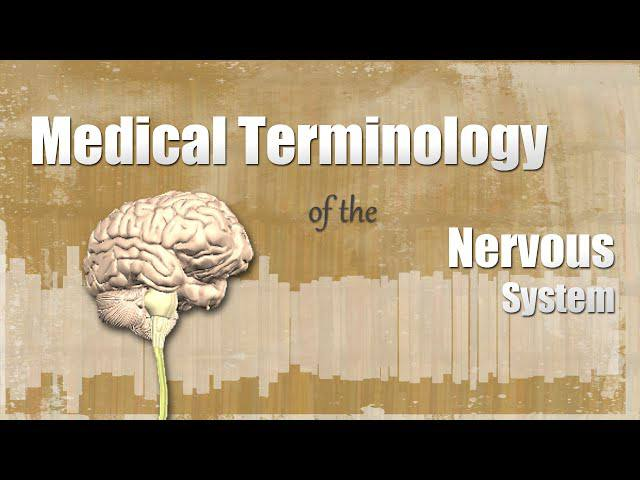 Medical Terminology
of the
Nervous
System